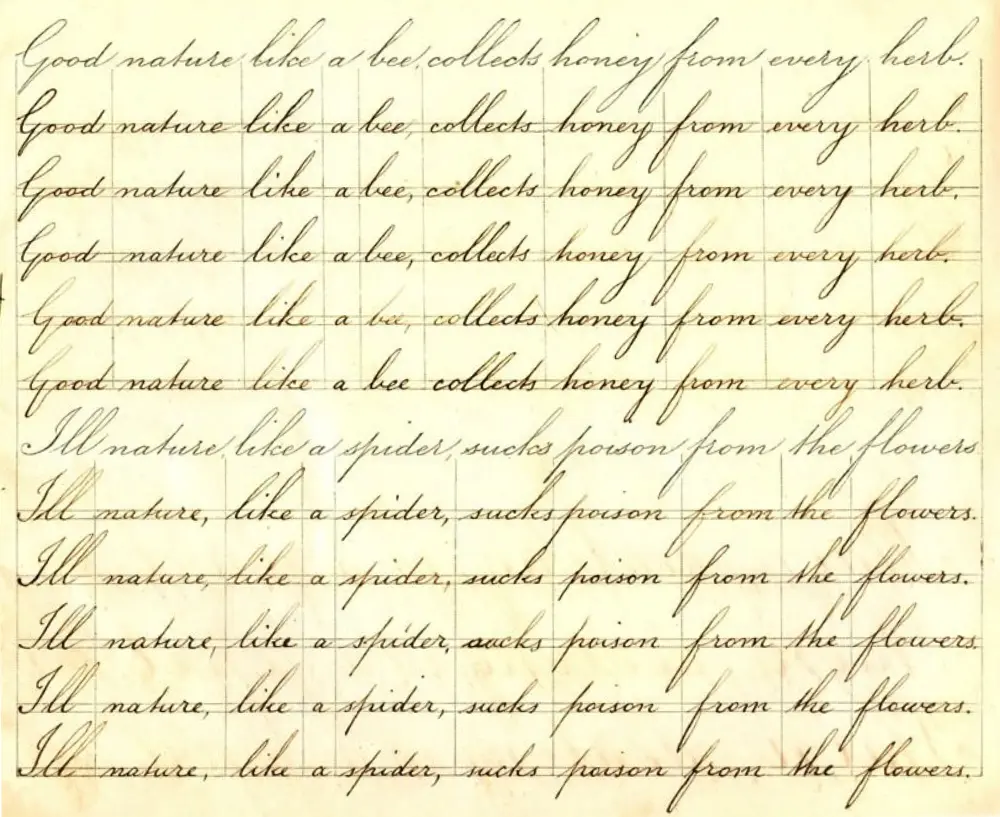 Good nature like a bee, collects honey from every herb.
Good nature like a bee, collects honey from every herb.
Good nature like a bee, collects honey from every herb.
Good nature like a bee, collects honey from every herb.
Good nature like a bee, collects honey from every herb.
Good nature like a bee collects honey from every herb.
Ill nature, like a spider, sucks poison from the flowers
Ill nature, like a spider, sucks poison from the flowers.
Ill nature, like a spider, sucks poison from the flowers.
Ill nature, like a spider, sucks poison from the flowers.
Ill nature, like a spider, sucks poison from the flowers.
Ill nature, like a spider, sucks poison from the flowers.